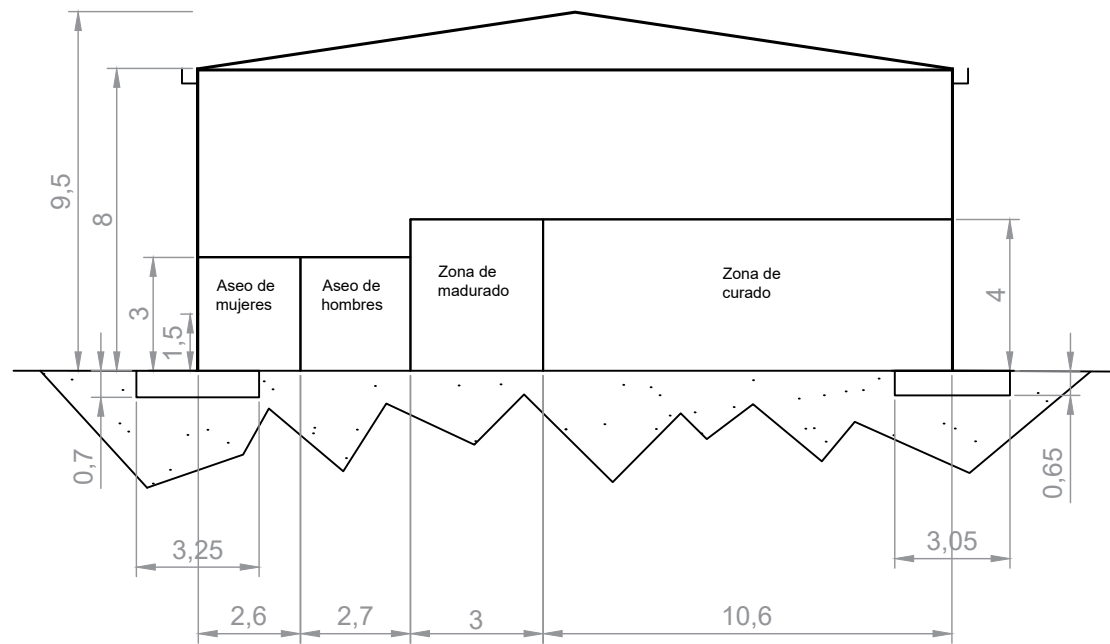 9,5
8
3
1,5
Aseo de
mujeres
Aseo de
hombres
Zona de
madurado
Zona de
curado
4
0,7
0,65
3,25
3,05
2,6
2,7
3
10,6